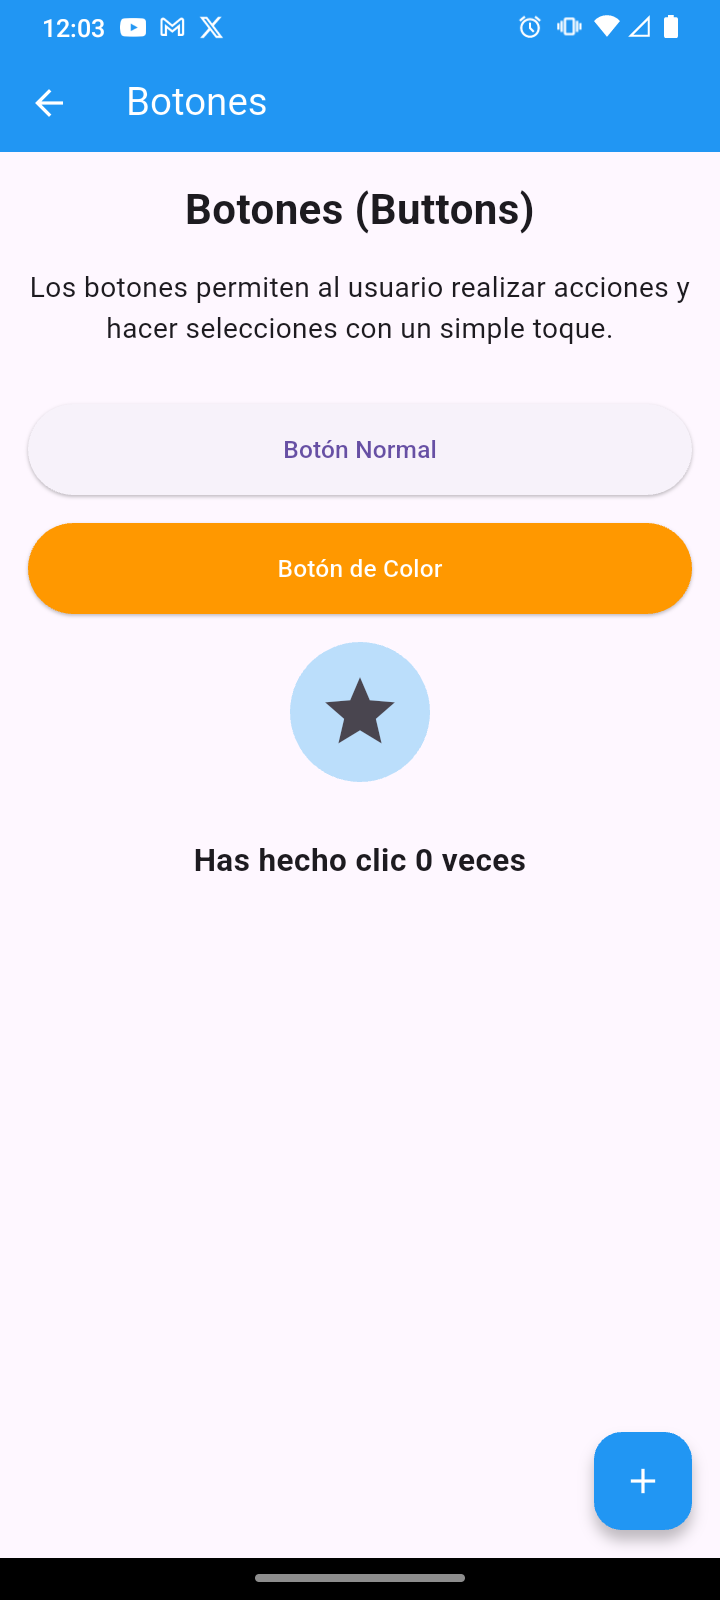 12:03
Botones
Botones (Buttons)
Los botones permiten al usuario realizar acciones y
hacer selecciones con un simple toque.
Botón Normal
Botón de Color
Has hecho clic 0 veces